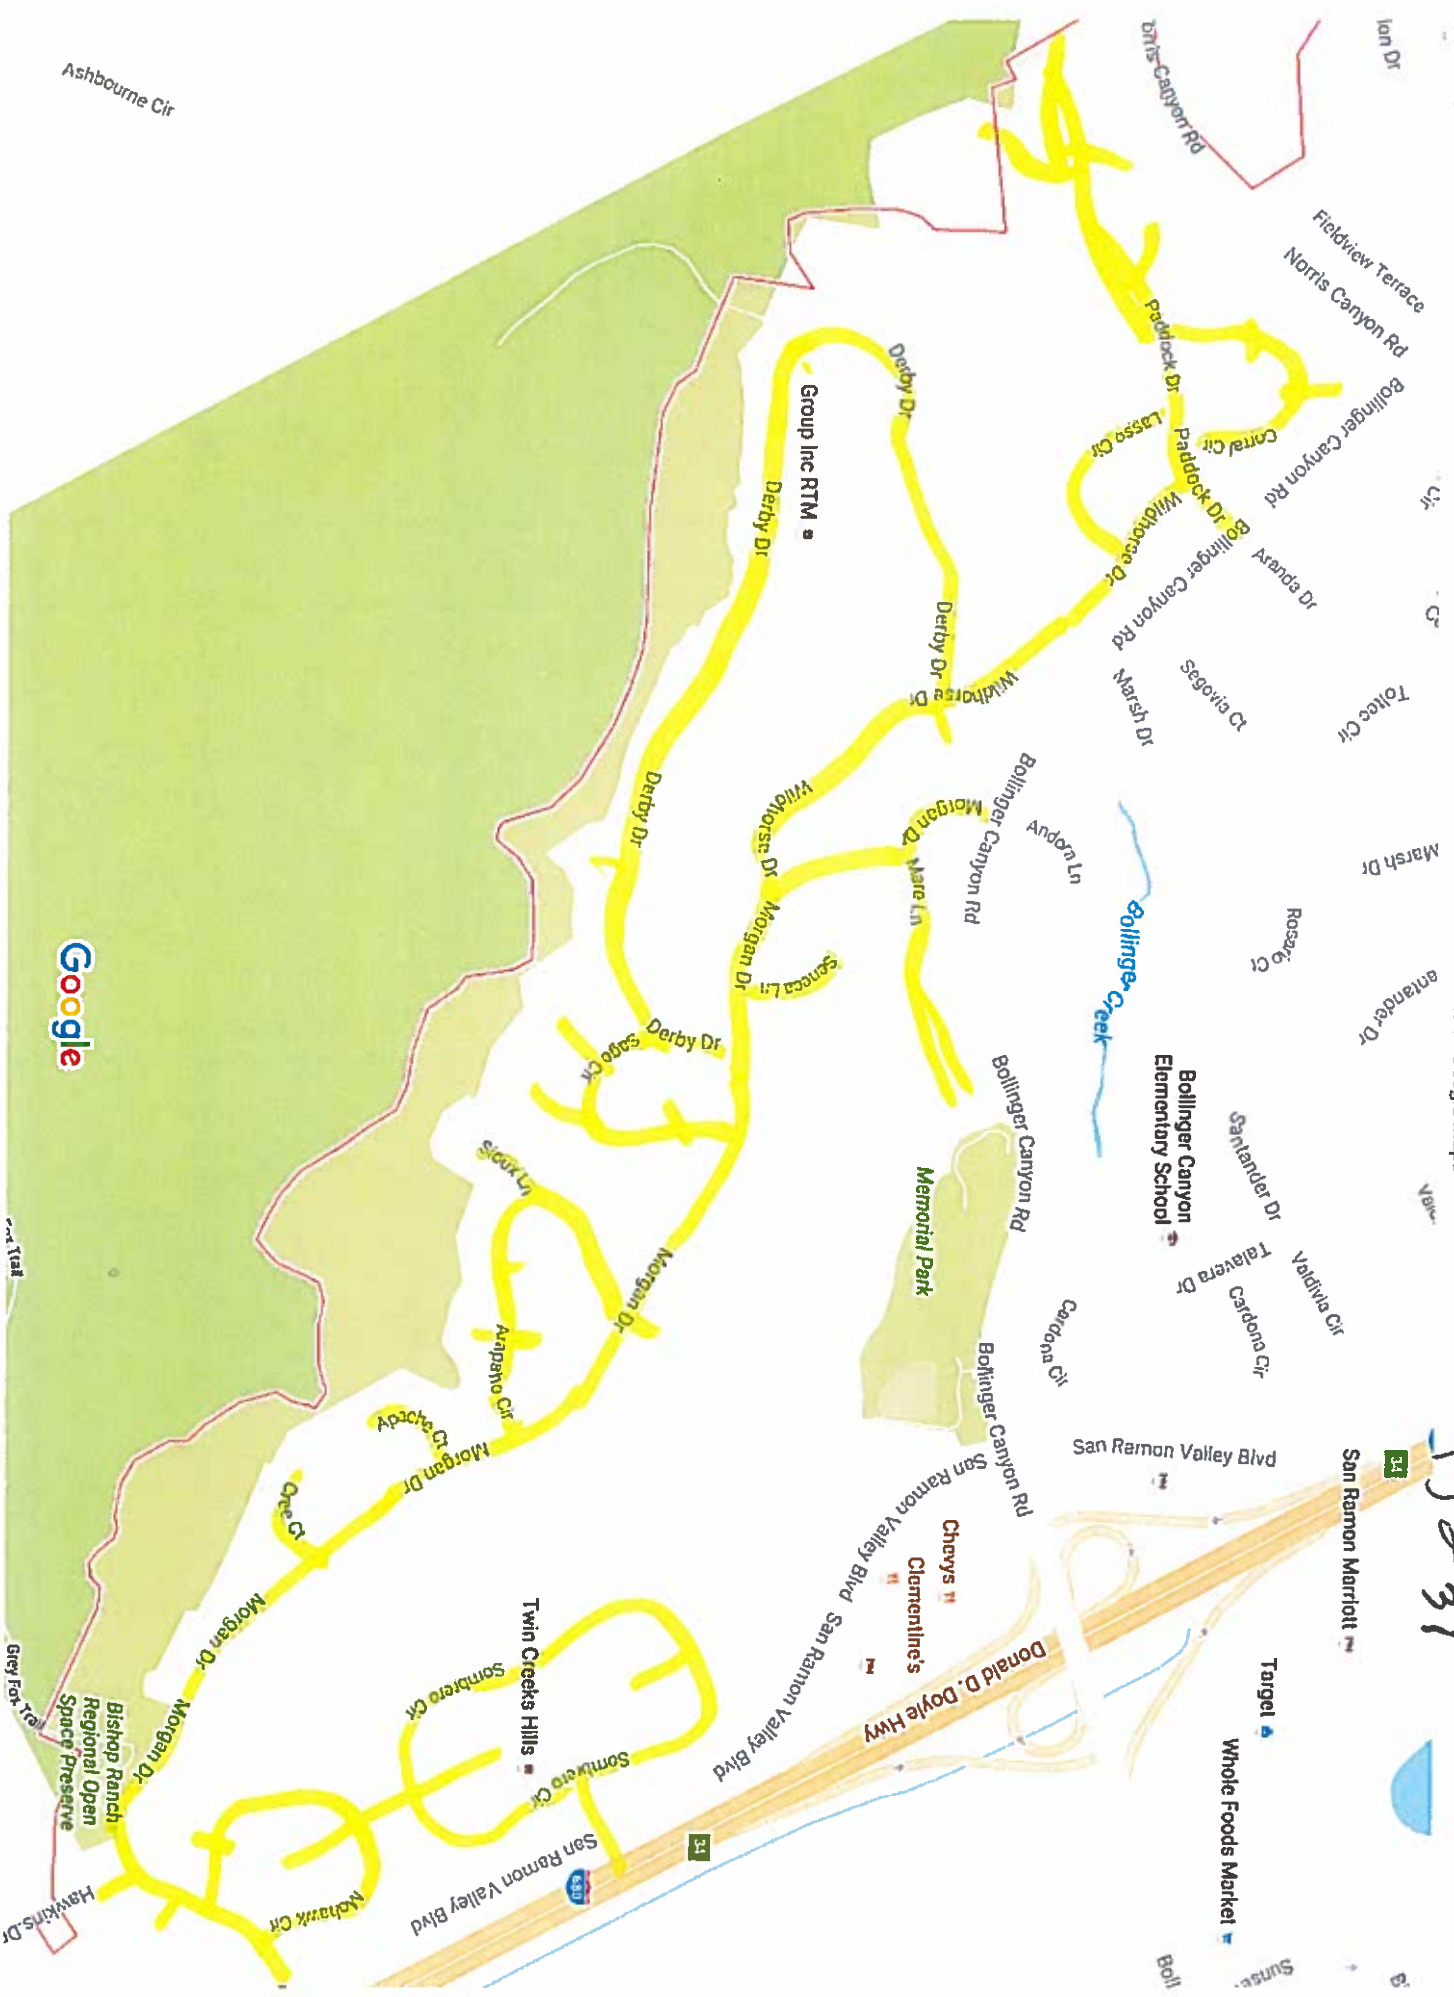 Ashbourne Cir
Norris Canyon Rd
Fieldview Terrace
Norris Canyon Rd
Bollinger Canyon Rd
Paddock Dr
Corral Cir
Lasso Cir
Paddock Dr
Wildhorse Dr
Bollinger Canyon Rd
Aranda Dr
Derby Dr
Group Inc RTM
Derby Dr
Derby Dr
Wildhorse Dr
Marsh Dr
Segovia Ct
Toltec Cir
Derby Dr
Wildhorse Dr
Morgan Dr
Bollinger Canyon Rd
Andora Ln
Marsh Dr
Mare Ln
Morgan Dr
Seneca Ln
Bollinger Creek
Rosario Ct
Google
Derby Dr
Sage Cir
Bollinger Canyon Rd
Bollinger Canyon
Elementary School
Santander Dr
Sioux Ln
Memorial Park
Talavera Dr
Valdivia Cir
Cardona Cir
Cardona Cir
Morgan Dr
Arapaho Cir
Bollinger Canyon Rd
Apache Ct
Morgan Dr
San Ramon Valley Blvd
San Ramon Valley Blvd
San Ramon Marriott
Cree Ct
Chevys
Clementine's
Donald D. Doyle Hwy
Target
Morgan Dr
Twin Creeks Hills
Sombrero Cir
San Ramon Valley Blvd
Sombrero Cir
Whole Foods Market
Grey Fox Trail
Morgan Dr
Bishop Ranch
Regional Open
Space Preserve
San Ramon Valley Blvd
680
Mohawk Cir
Hawkins Dr